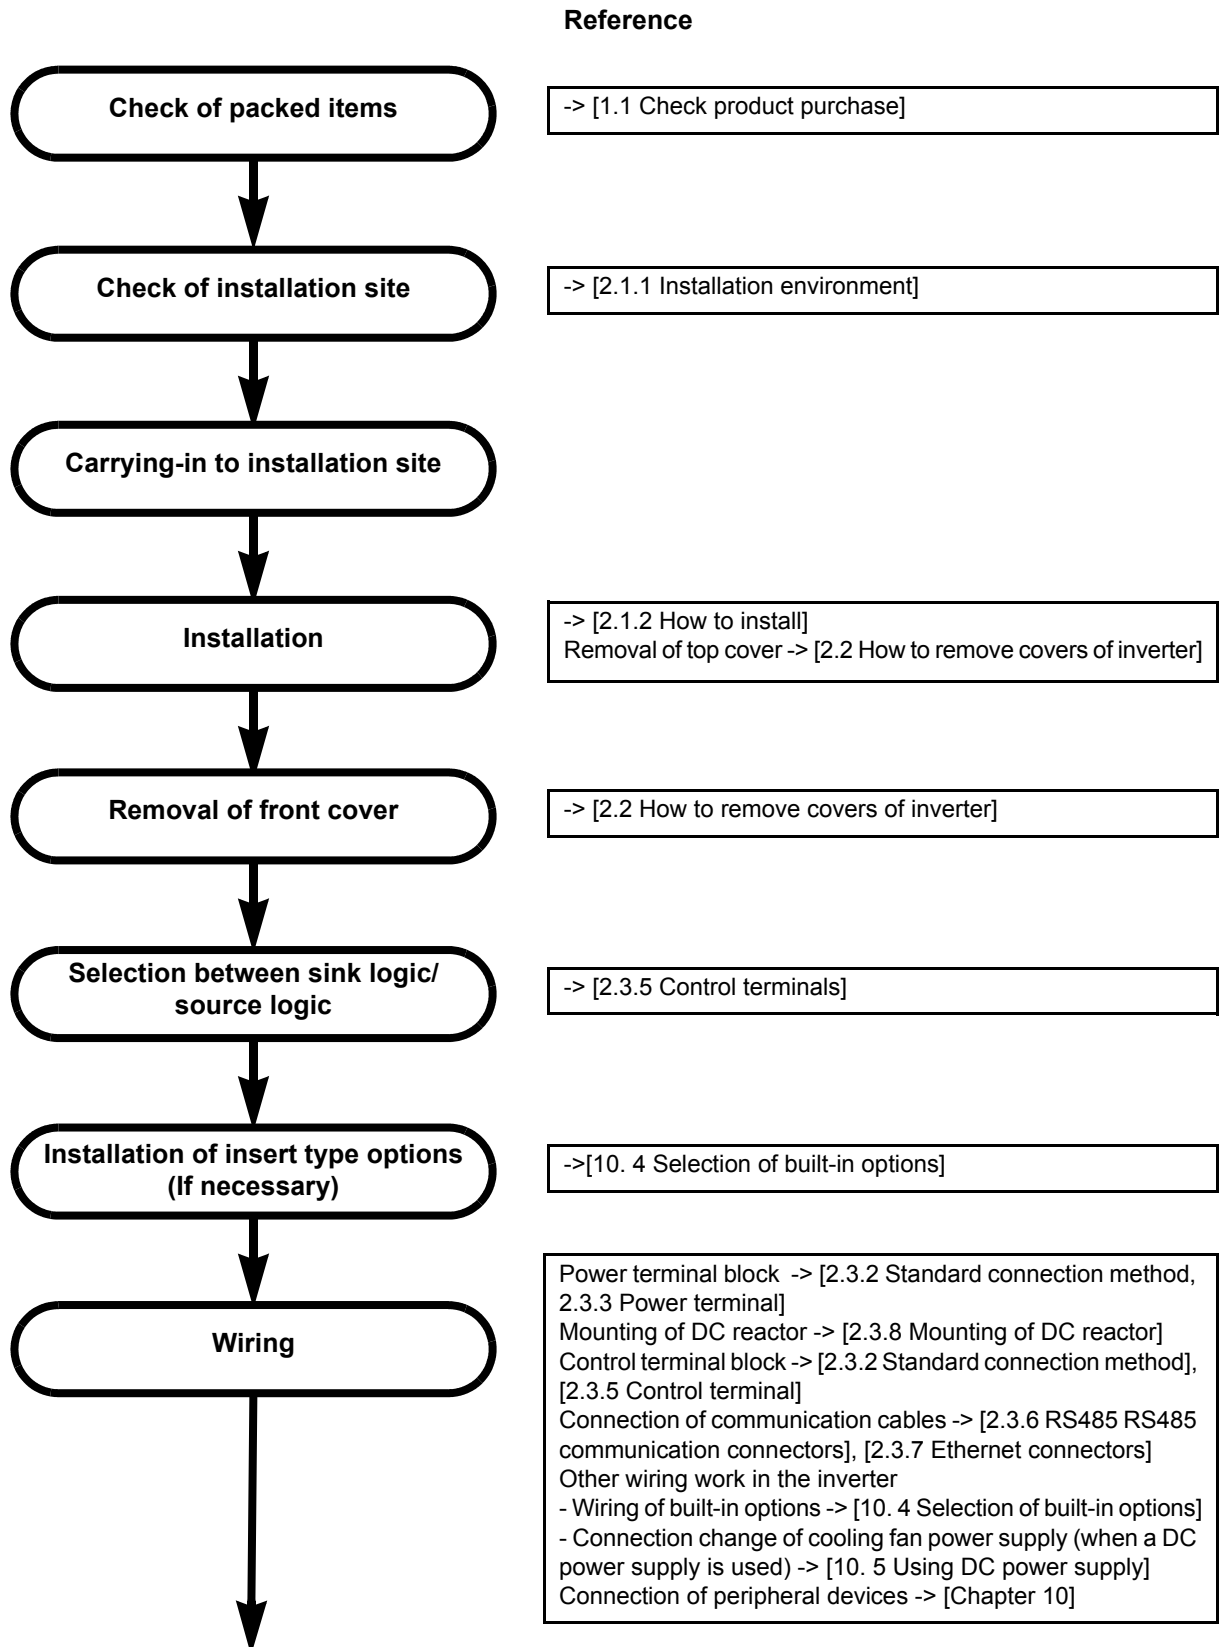 Reference
Check of packed items
-> [1.1 Check product purchase]
Check of installation site
-> [2.1.1 Installation environment]
Carrying-in to installation site
Installation
-> [2.1.2 How to install]
Removal of top cover -> [2.2 How to remove covers of inverter]
Removal of front cover
-> [2.2 How to remove covers of inverter]
Selection between sink logic/
source logic
-> [2.3.5 Control terminals]
Installation of insert type options
(If necessary)
->[10. 4 Selection of built-in options]
Wiring
Power terminal block -> [2.3.2 Standard connection method,
2.3.3 Power terminal]
Mounting of DC reactor -> [2.3.8 Mounting of DC reactor]
Control terminal block -> [2.3.2 Standard connection method],
[2.3.5 Control terminal]
Connection of communication cables -> [2.3.6 RS485 RS485
communication connectors], [2.3.7 Ethernet connectors]
Other wiring work in the inverter
- Wiring of built-in options -> [10. 4 Selection of built-in options]
- Connection change of cooling fan power supply (when a DC
power supply is used) -> [10. 5 Using DC power supply]
Connection of peripheral devices -> [Chapter 10]